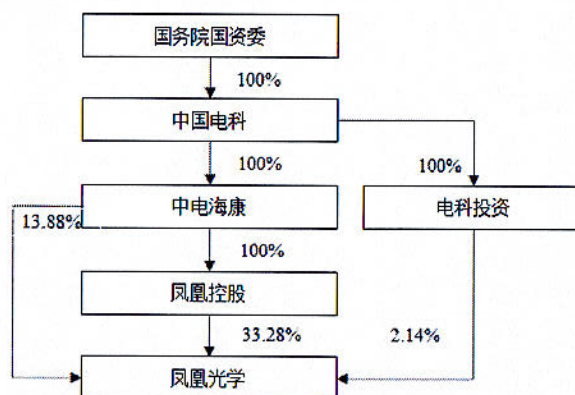 国务院国资委
100%
中国电科
100%
100%
中电海康
电科投资
13.88%
100%
凤凰控股
33.28%
2.14%
凤凰光学